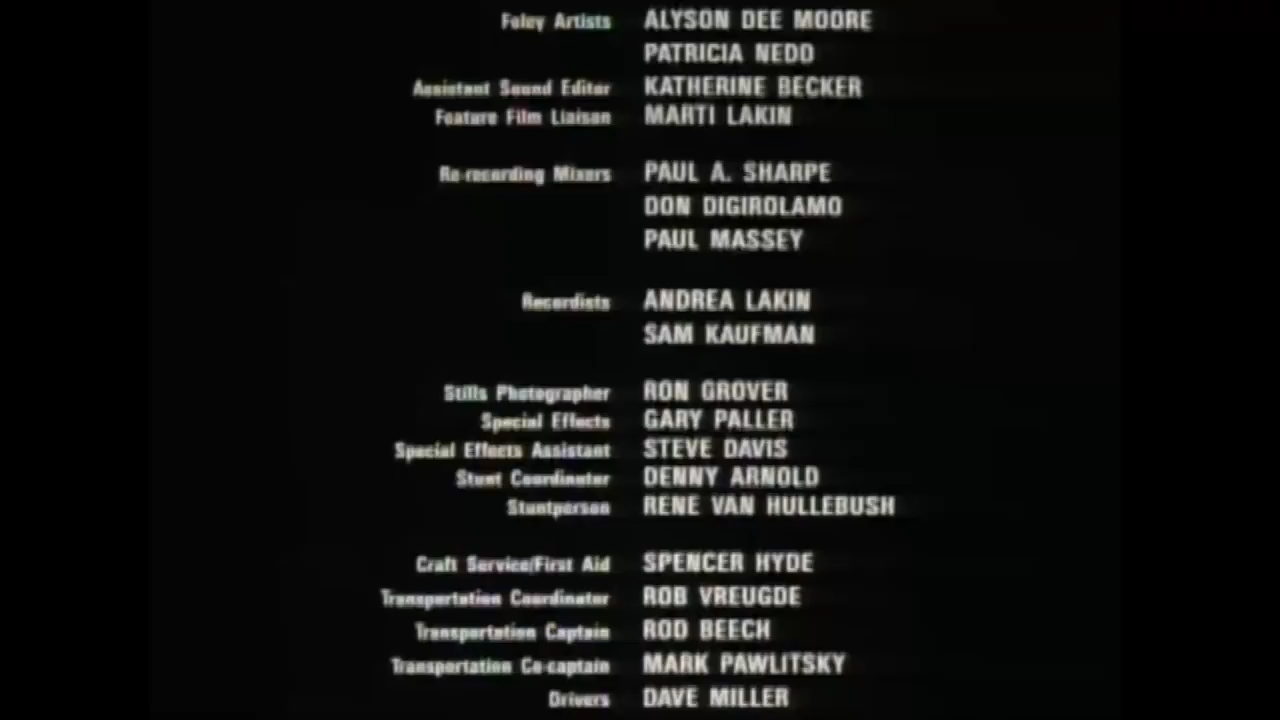 Foley Artists ALYSON DEE MOORE
PATRICIA NEDD
Assistant Sound Editor KATHERINE BECKER
Feature Film Liaison MARTI LAKIN
Re-recording Mixers PAUL A. SHARPE
DON DIGIROLAMO
PAUL MASSEY
Recordists ANDREA LAKIN
SAM KAUFMAN
Stills Photographer RON GROVER
Special Effects GARY PALLER
Special Effects Assistant STEVE DAVIS
Stunt Coordinator DENNY ARNOLD
Stuntperson RENE VAN HULLEBUSH
Craft Service/First Aid SPENCER HYDE
Transportation Coordinator ROB VREUGDE
Transportation Captain ROD BEECH
Transportation Co-captain MARK PAWLITSKY
Drivers DAVE MILLER